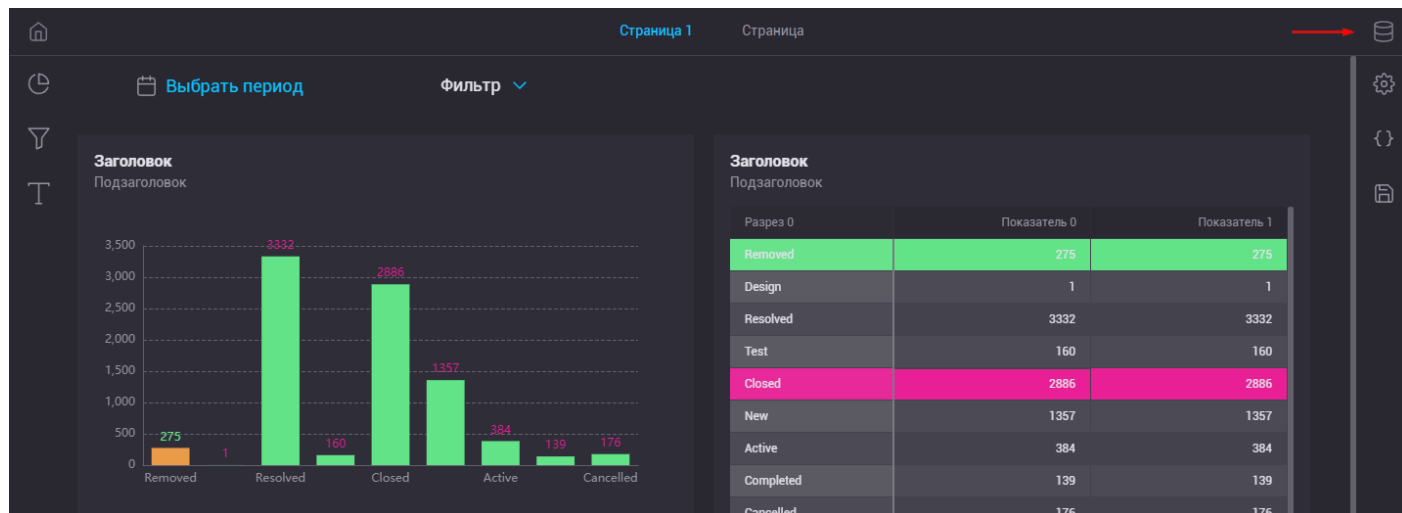 Страница 1 Страница
Выбрать период Фильтр
Заголовок
Подзаголовок
3,500
3,000
2,500
2,000
1,500
1,000
500
0
275
1
3332
160
2886
1357
384
139
176
Removed Resolved Closed Active Cancelled
Заголовок
Подзаголовок
Разрез 0 Показатель 0 Показатель 1
Removed 275 275
Design 1 1
Resolved 3332 3332
Test 160 160
Closed 2886 2886
New 1357 1357
Active 384 384
Completed 139 139
Cancelled 176 176